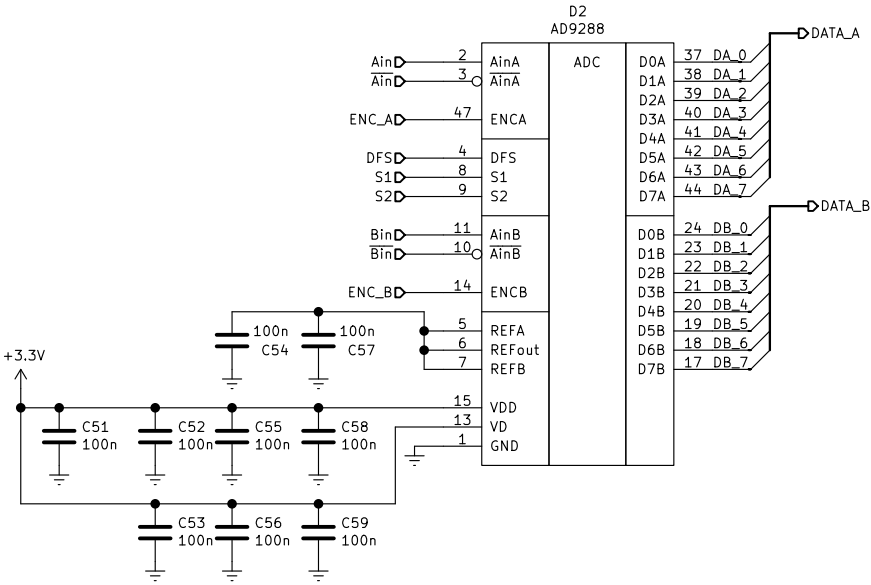 D2
AD9288
DATA_A
Ain 2 AinA ADC D0A 37 DA_0
Ain 3 AinA D1A 38 DA_1
D2A 39 DA_2
ENC_A 47 ENCA D3A 40 DA_3
D4A 41 DA_4
DFS 4 DFS D5A 42 DA_5
S1 8 S1 D6A 43 DA_6
S2 9 S2 D7A 44 DA_7
DATA_B
Bin 11 AinB D0B 24 DB_0
Bin 10 AinB D1B 23 DB_1
D2B 22 DB_2
ENC_B 14 ENCB D3B 21 DB_3
D4B 20 DB_4
100n 100n 5 REFA D5B 19 DB_5
C54 C57 6 REFout D6B 18 DB_6
7 REFB D7B 17 DB_7
+3.3V
15 VDD
C51 C52 C55 C58 13 VD
100n 100n 100n 100n 1 GND
C53 C56 C59
100n 100n 100n